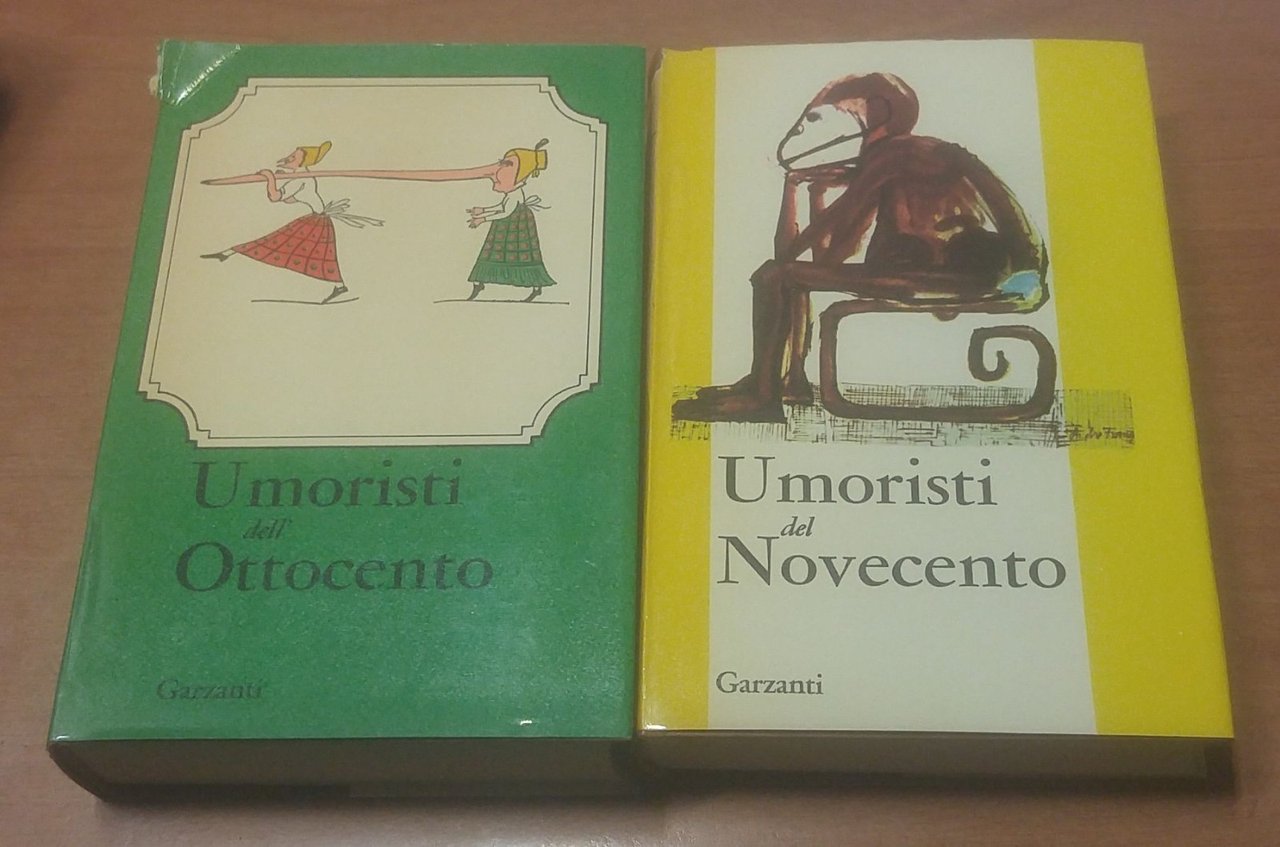 Umoristi
dell'
Ottocento
Garzanti
Umoristi
del
Novecento
Garzanti